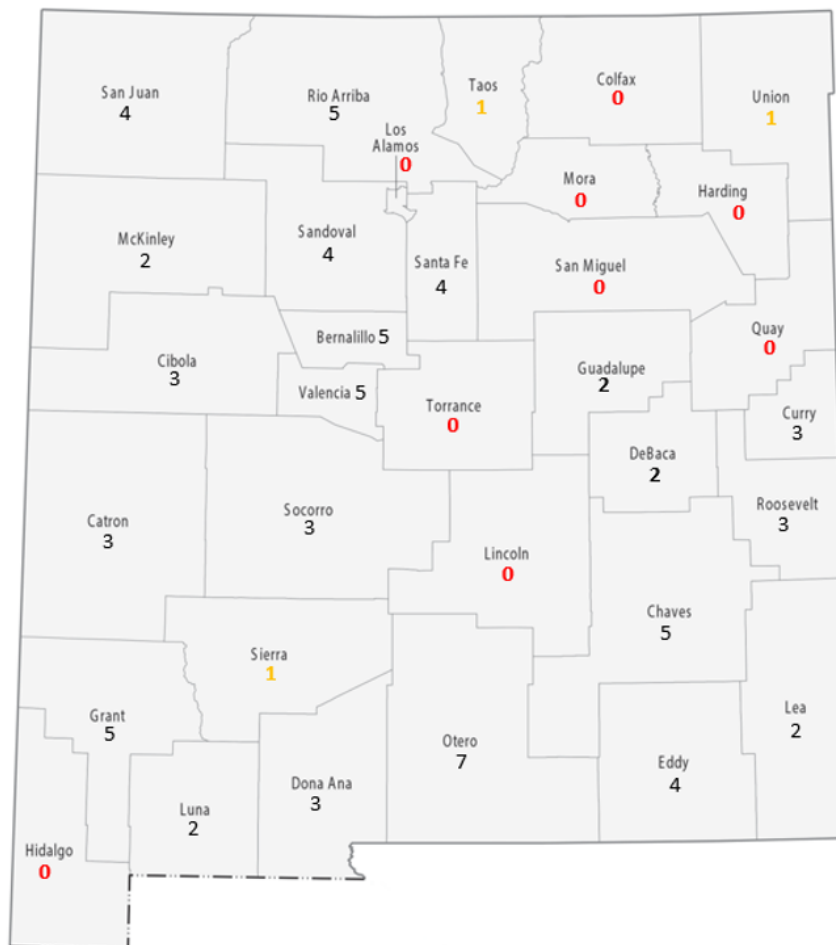 San Juan
4
Rio Arriba
5
Taos
1
Colfax
0
Union
1
Los
Alamos
0
Mora
0
Harding
0
McKinley
2
Sandoval
4
Santa Fe
4
San Miguel
0
Bernalillo 5
Quay
0
Cibola
3
Valencia 5
Torrance
0
Guadalupe
2
Curry
3
DeBaca
2
Catron
3
Socorro
3
Lincoln
0
Roosevelt
3
Chaves
5
Sierra
1
Grant
5
Lea
2
Otero
7
Eddy
4
Dona Ana
3
Luna
2
Hidalgo
0